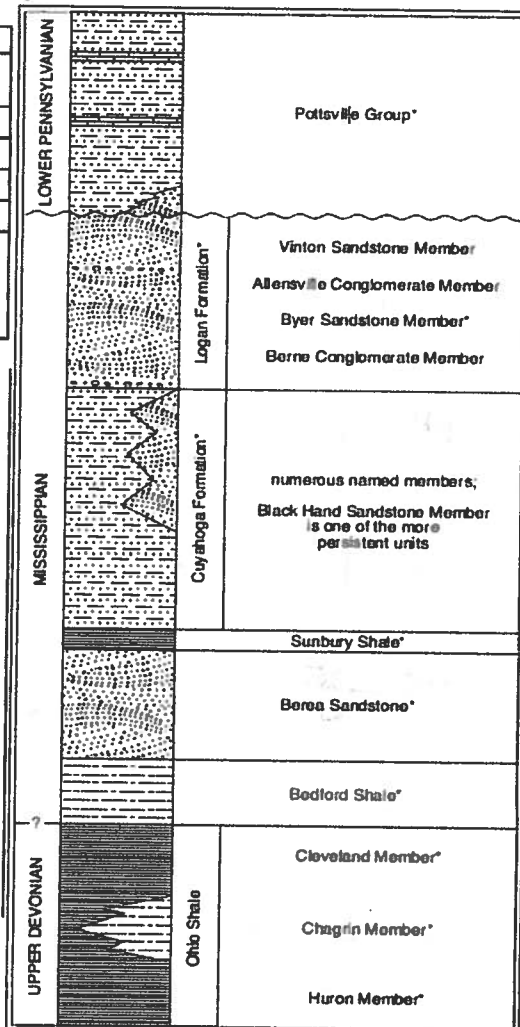 LOWER PENNSYLVANIAN
Pottsville Group*
MISSISSIPPIAN
Logan Formation*
Vinton Sandstone Member
Allensville Conglomerate Member
Byer Sandstone Member*
Berne Conglomerate Member
Cuyahoga Formation*
numerous named members;
Black Hand Sandstone Member
is one of the more
persistent units
Sunbury Shale*
Berea Sandstone*
Bedford Shale*
?
UPPER DEVONIAN
Ohio Shale
Cleveland Member*
Chagrin Member*
Huron Member*